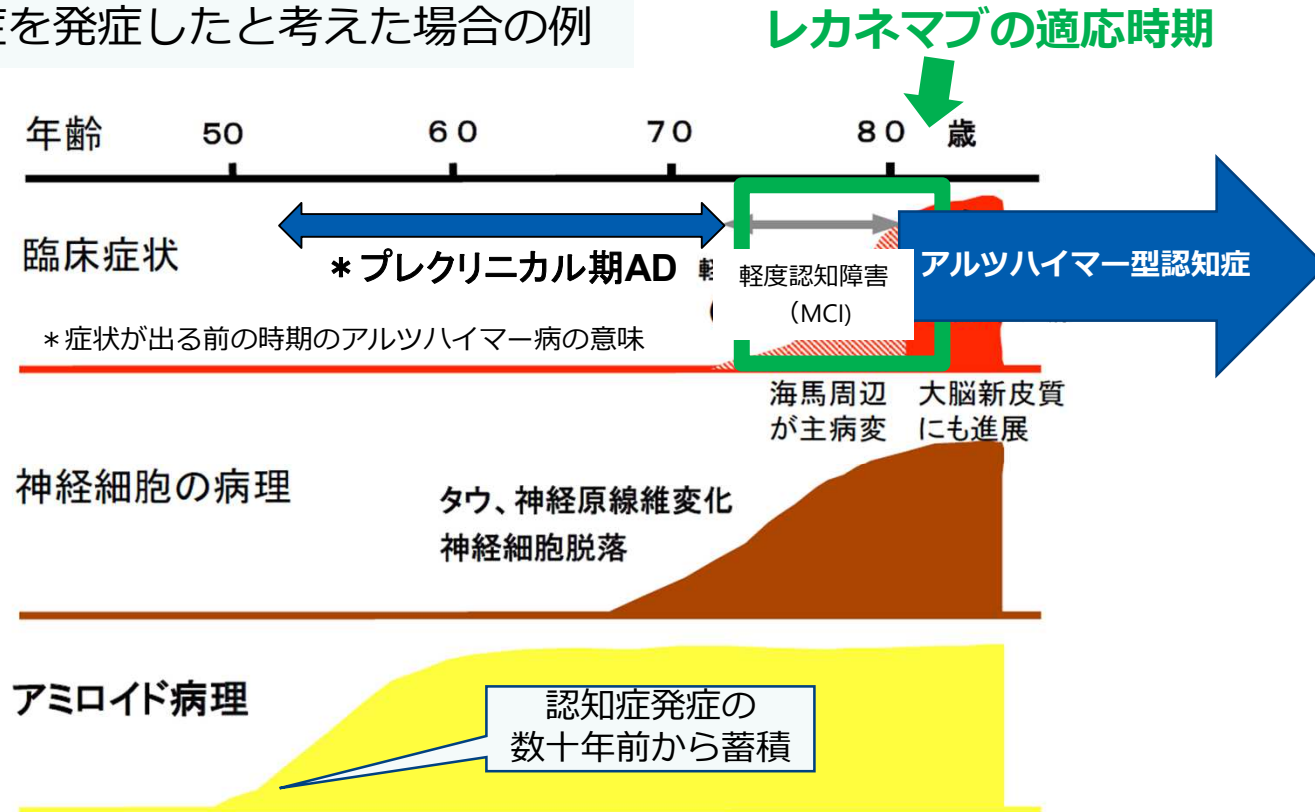 症を発症したと考えた場合の例
レカネマブの適応時期
年齢 50 60 70 80 歳
臨床症状
*プレクリニカル期AD
軽度認知障害
(MCI)
アルツハイマー型認知症
*症状が出る前の時期のアルツハイマー病の意味
海馬周辺
が主病変
大脳新皮質
にも進展
神経細胞の病理
タウ、神経原線維変化
神経細胞脱落
アミロイド病理
認知症発症の
数十年前から蓄積